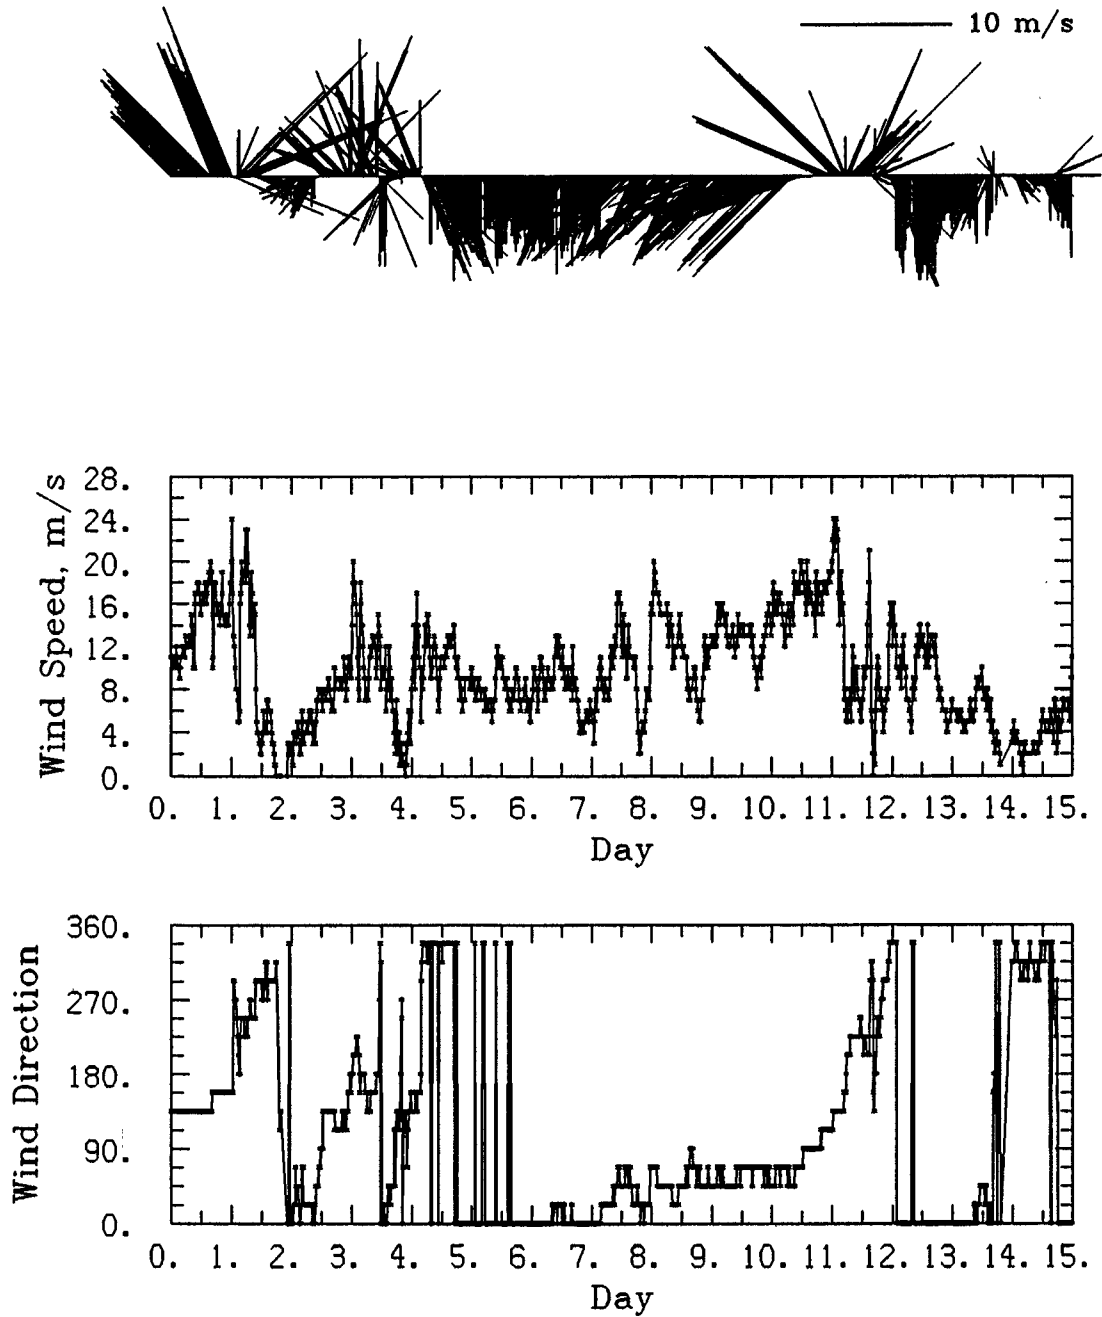 10 m/s
Wind Speed, m/s
28.
24.
20.
16.
12.
8.
4.
0.
0. 1. 2. 3. 4. 5. 6. 7. 8. 9. 10. 11. 12. 13. 14. 15.
Day
Wind Direction
360.
270.
180.
90.
0.
0. 1. 2. 3. 4. 5. 6. 7. 8. 9. 10. 11. 12. 13. 14. 15.
Day